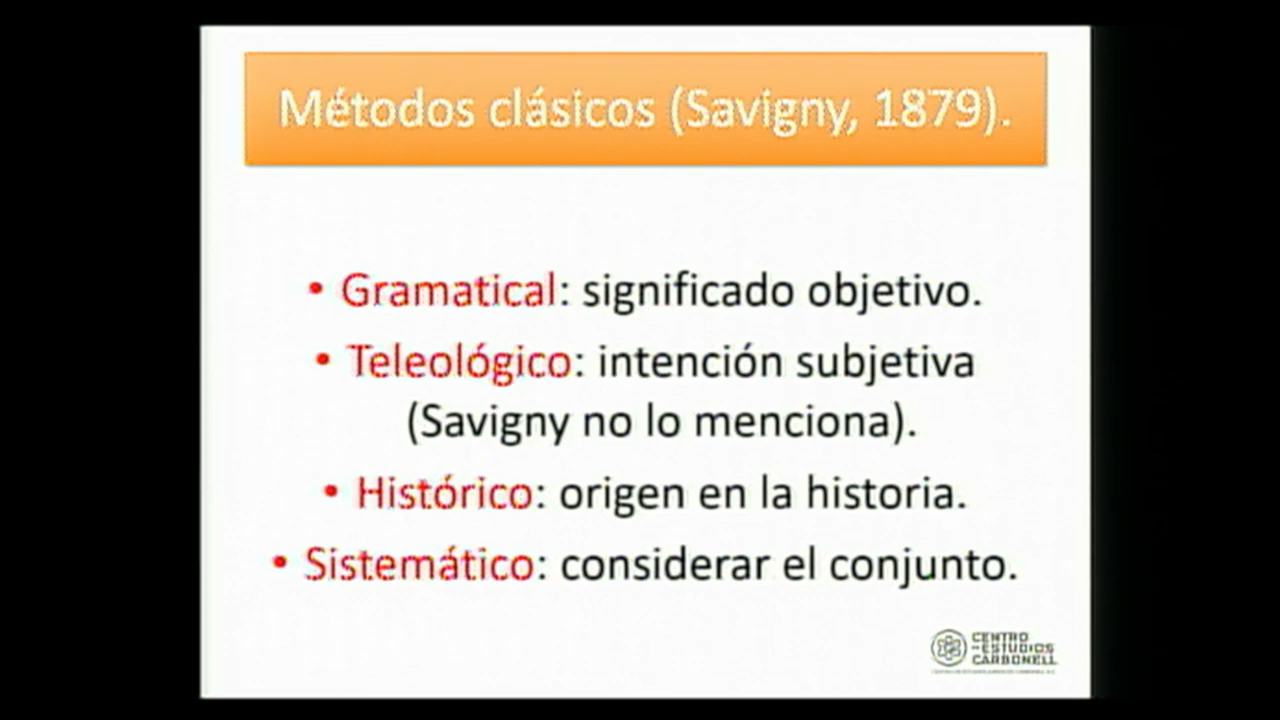 Métodos clásicos (Savigny, 1879).
• Gramatical: significado objetivo.
• Teleológico: intención subjetiva
(Savigny no lo menciona).
• Histórico: origen en la historia.
• Sistemático: considerar el conjunto.
CENTRO
DE ESTUDIOS
CARBONELL